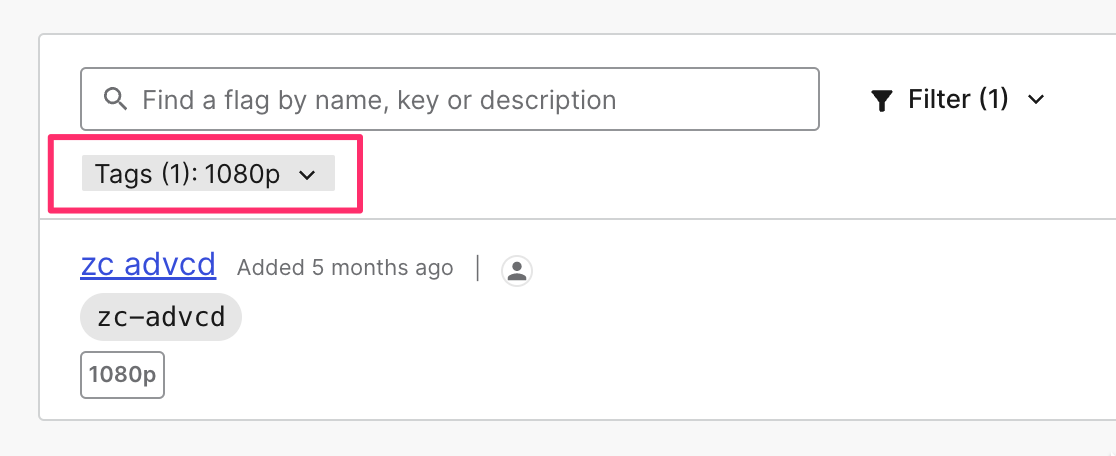 Find a flag by name, key or description
Filter (1)
Tags (1): 1080p
zc advcd Added 5 months ago
zc-advcd
1080p